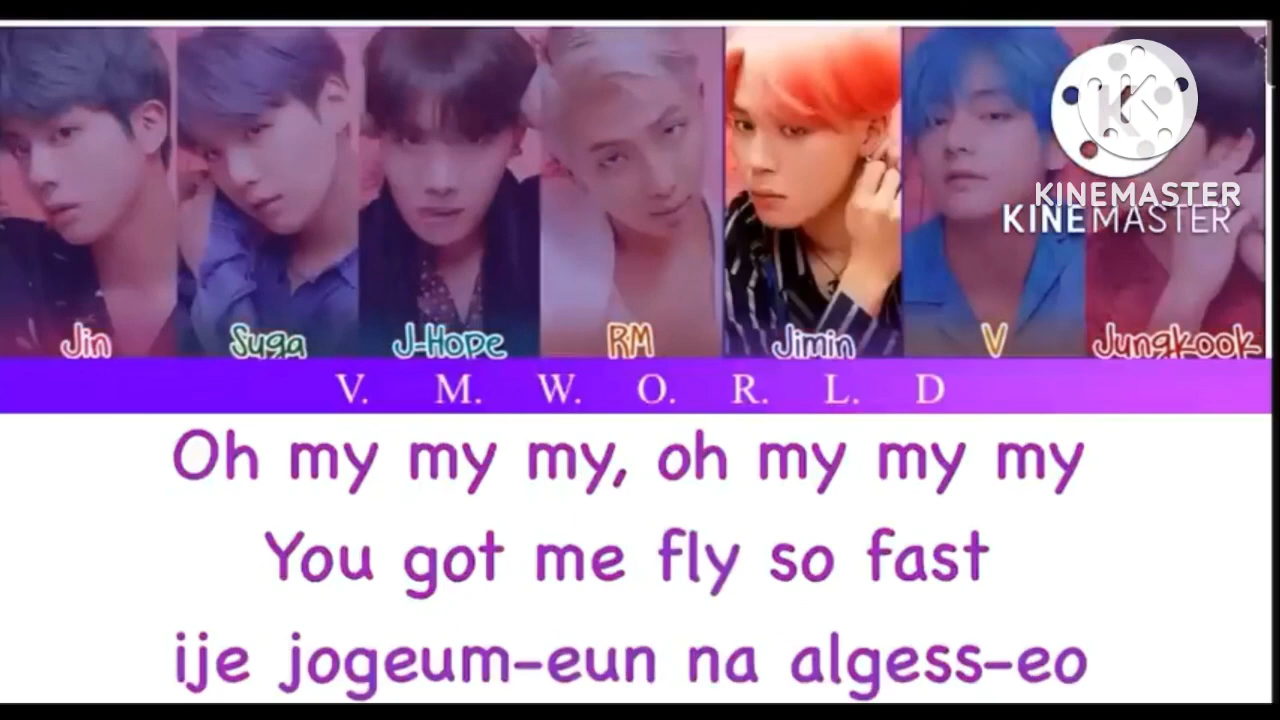 KINEMASTER
KINEMASTER
Jin Suga J-Hope RM Jimin V Jungkook
V. M. W. O. R. L. D
Oh my my my, oh my my my
You got me fly so fast
ije jogeum-eun na algess-eo